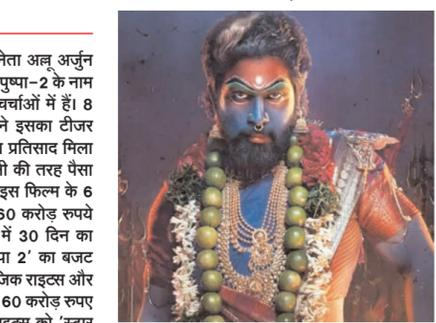 नेता अल्लू अर्जुन
पुष्पा-2 के नाम
चर्चाओं में हैं। 8
ने इसका टीजर
प्रतिसाद मिला
की तरह पैसा
इस फिल्म के 6
60 करोड़ रुपये
में 30 दिन का
2’ का बजट
राइट्स और
60 करोड़ रुपए
को ‘स्टार